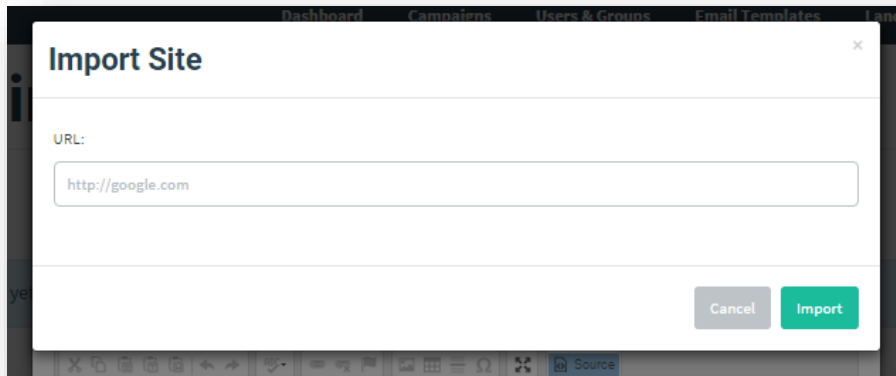 Dashboard Campaigns Users & Groups Email Templates
Import Site
×
URL:
http://google.com
Cancel Import
Source